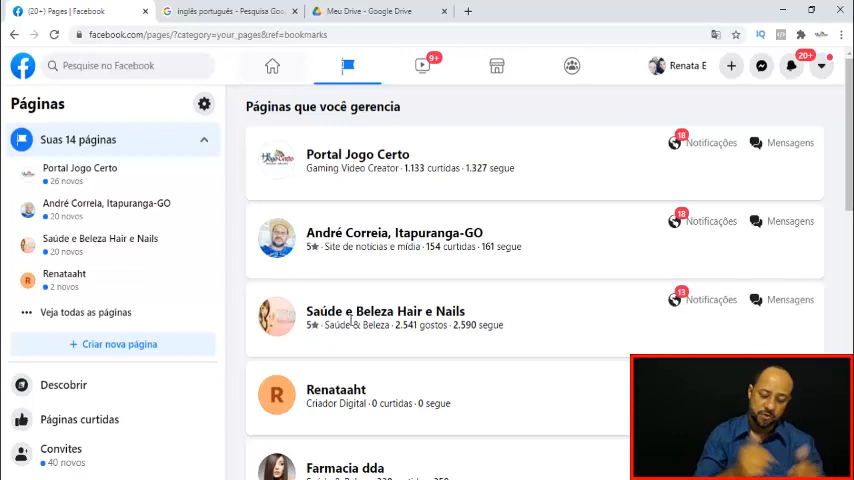 (20+) Pages | Facebook
inglês português - Pesquisa Goo
Meu Drive - Google Drive
facebook.com/pages/?category=your_pages&ref=bookmarks
IQ
Pesquise no Facebook
9+
Renata E
20+
Páginas
Suas 14 páginas
Portal Jogo Certo
26 novos
André Correia, Itapuranga-GO
20 novos
Saúde e Beleza Hair e Nails
20 novos
R
Renataaht
2 novos
Veja todas as páginas
+ Criar nova página
Descobrir
Páginas curtidas
Convites
40 novos
Páginas que você gerencia
Portal Jogo Certo
Gaming Video Creator · 1.133 curtidas · 1.327 segue
18
Notificações
Mensagens
André Correia, Itapuranga-GO
5★ · Site de notícias e mídia · 154 curtidas · 161 segue
18
Notificações
Mensagens
Saúde e Beleza Hair e Nails
5★ · Saúde & Beleza · 2.541 gostos · 2.590 segue
13
Notificações
Mensagens
R
Renataaht
Criador Digital · 0 curtidas · 0 segue
Farmacia dda